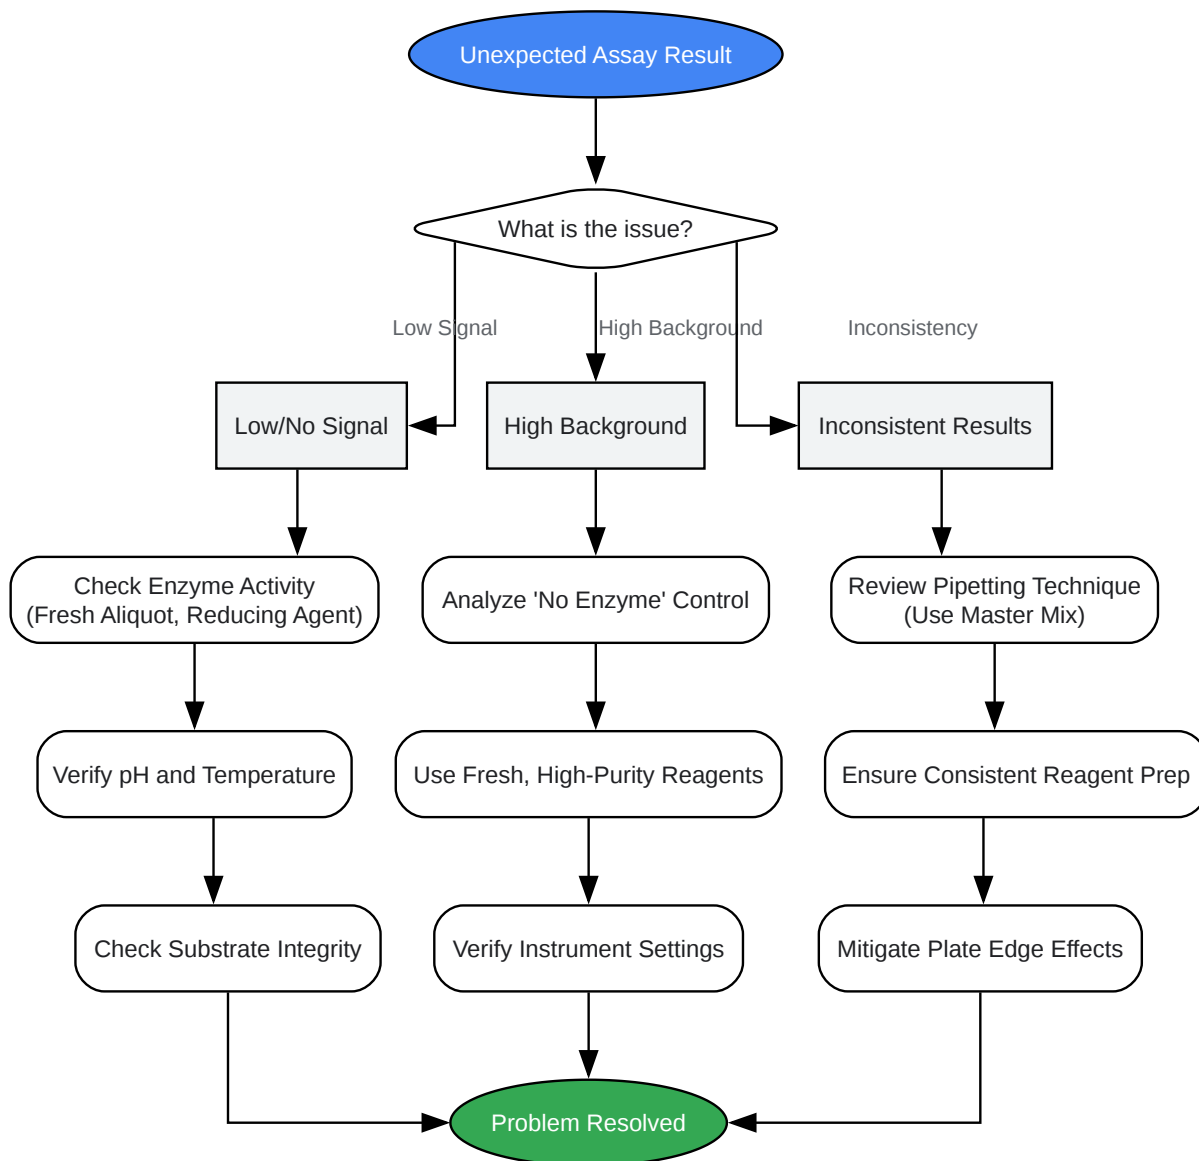 Unexpected Assay Result
What is the issue?
Low Signal
High Background
Inconsistency
Low/No Signal
High Background
Inconsistent Results
Check Enzyme Activity
(Fresh Aliquot, Reducing Agent)
Analyze 'No Enzyme' Control
Review Pipetting Technique
(Use Master Mix)
Verify pH and Temperature
Use Fresh, High-Purity Reagents
Ensure Consistent Reagent Prep
Check Substrate Integrity
Verify Instrument Settings
Mitigate Plate Edge Effects
Problem Resolved